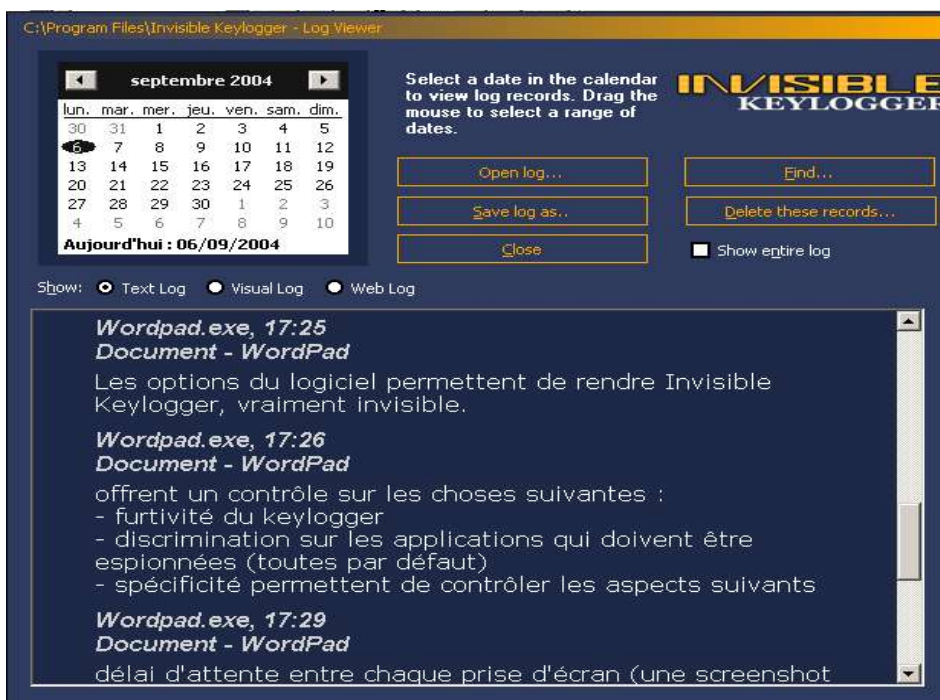 C:\Program Files\Invisible Keylogger - Log Viewer
septembre 2004
lun. mar. mer. jeu. ven. sam. dim.
30 31 1 2 3 4 5
6 7 8 9 10 11 12
13 14 15 16 17 18 19
20 21 22 23 24 25 26
27 28 29 30 1 2 3
4 5 6 7 8 9 10
Aujourd'hui : 06/09/2004
Select a date in the calendar
to view log records. Drag the
mouse to select a range of
dates.
INVISIBLE
KEYLOGGER
Open log...
Find...
Save log as..
Delete these records...
Close
Show entire log
Show: Text Log Visual Log Web Log
Wordpad.exe, 17:25
Document - WordPad
Les options du logiciel permettent de rendre Invisible
Keylogger, vraiment invisible.
Wordpad.exe, 17:26
Document - WordPad
offrent un contrôle sur les choses suivantes :
- furtivité du keylogger
- discrimination sur les applications qui doivent être
espionnées (toutes par défaut)
- spécificité permettent de contrôler les aspects suivants
Wordpad.exe, 17:29
Document - WordPad
délai d'attente entre chaque prise d'écran (une screenshot